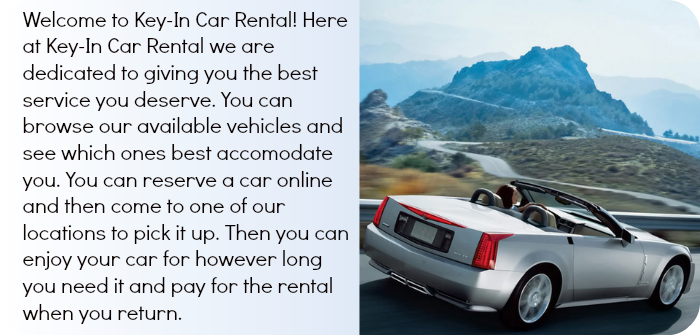 Welcome to Key-In Car Rental! Here
at Key-In Car Rental we are
dedicated to giving you the best
service you deserve. You can
browse our available vehicles and
see which ones best accomodate
you. You can reserve a car online
and then come to one of our
locations to pick it up. Then you can
enjoy your car for however long
you need it and pay for the rental
when you return.